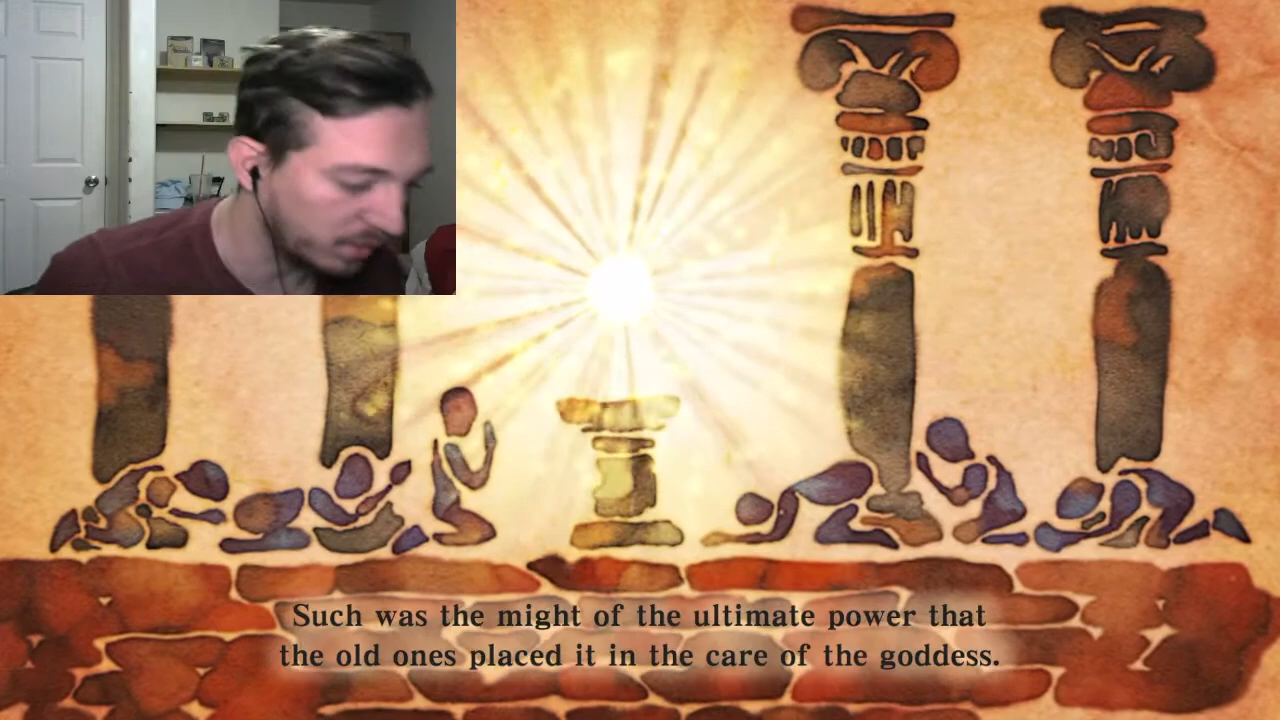 Such was the might of the ultimate power that
the old ones placed it in the care of the goddess.